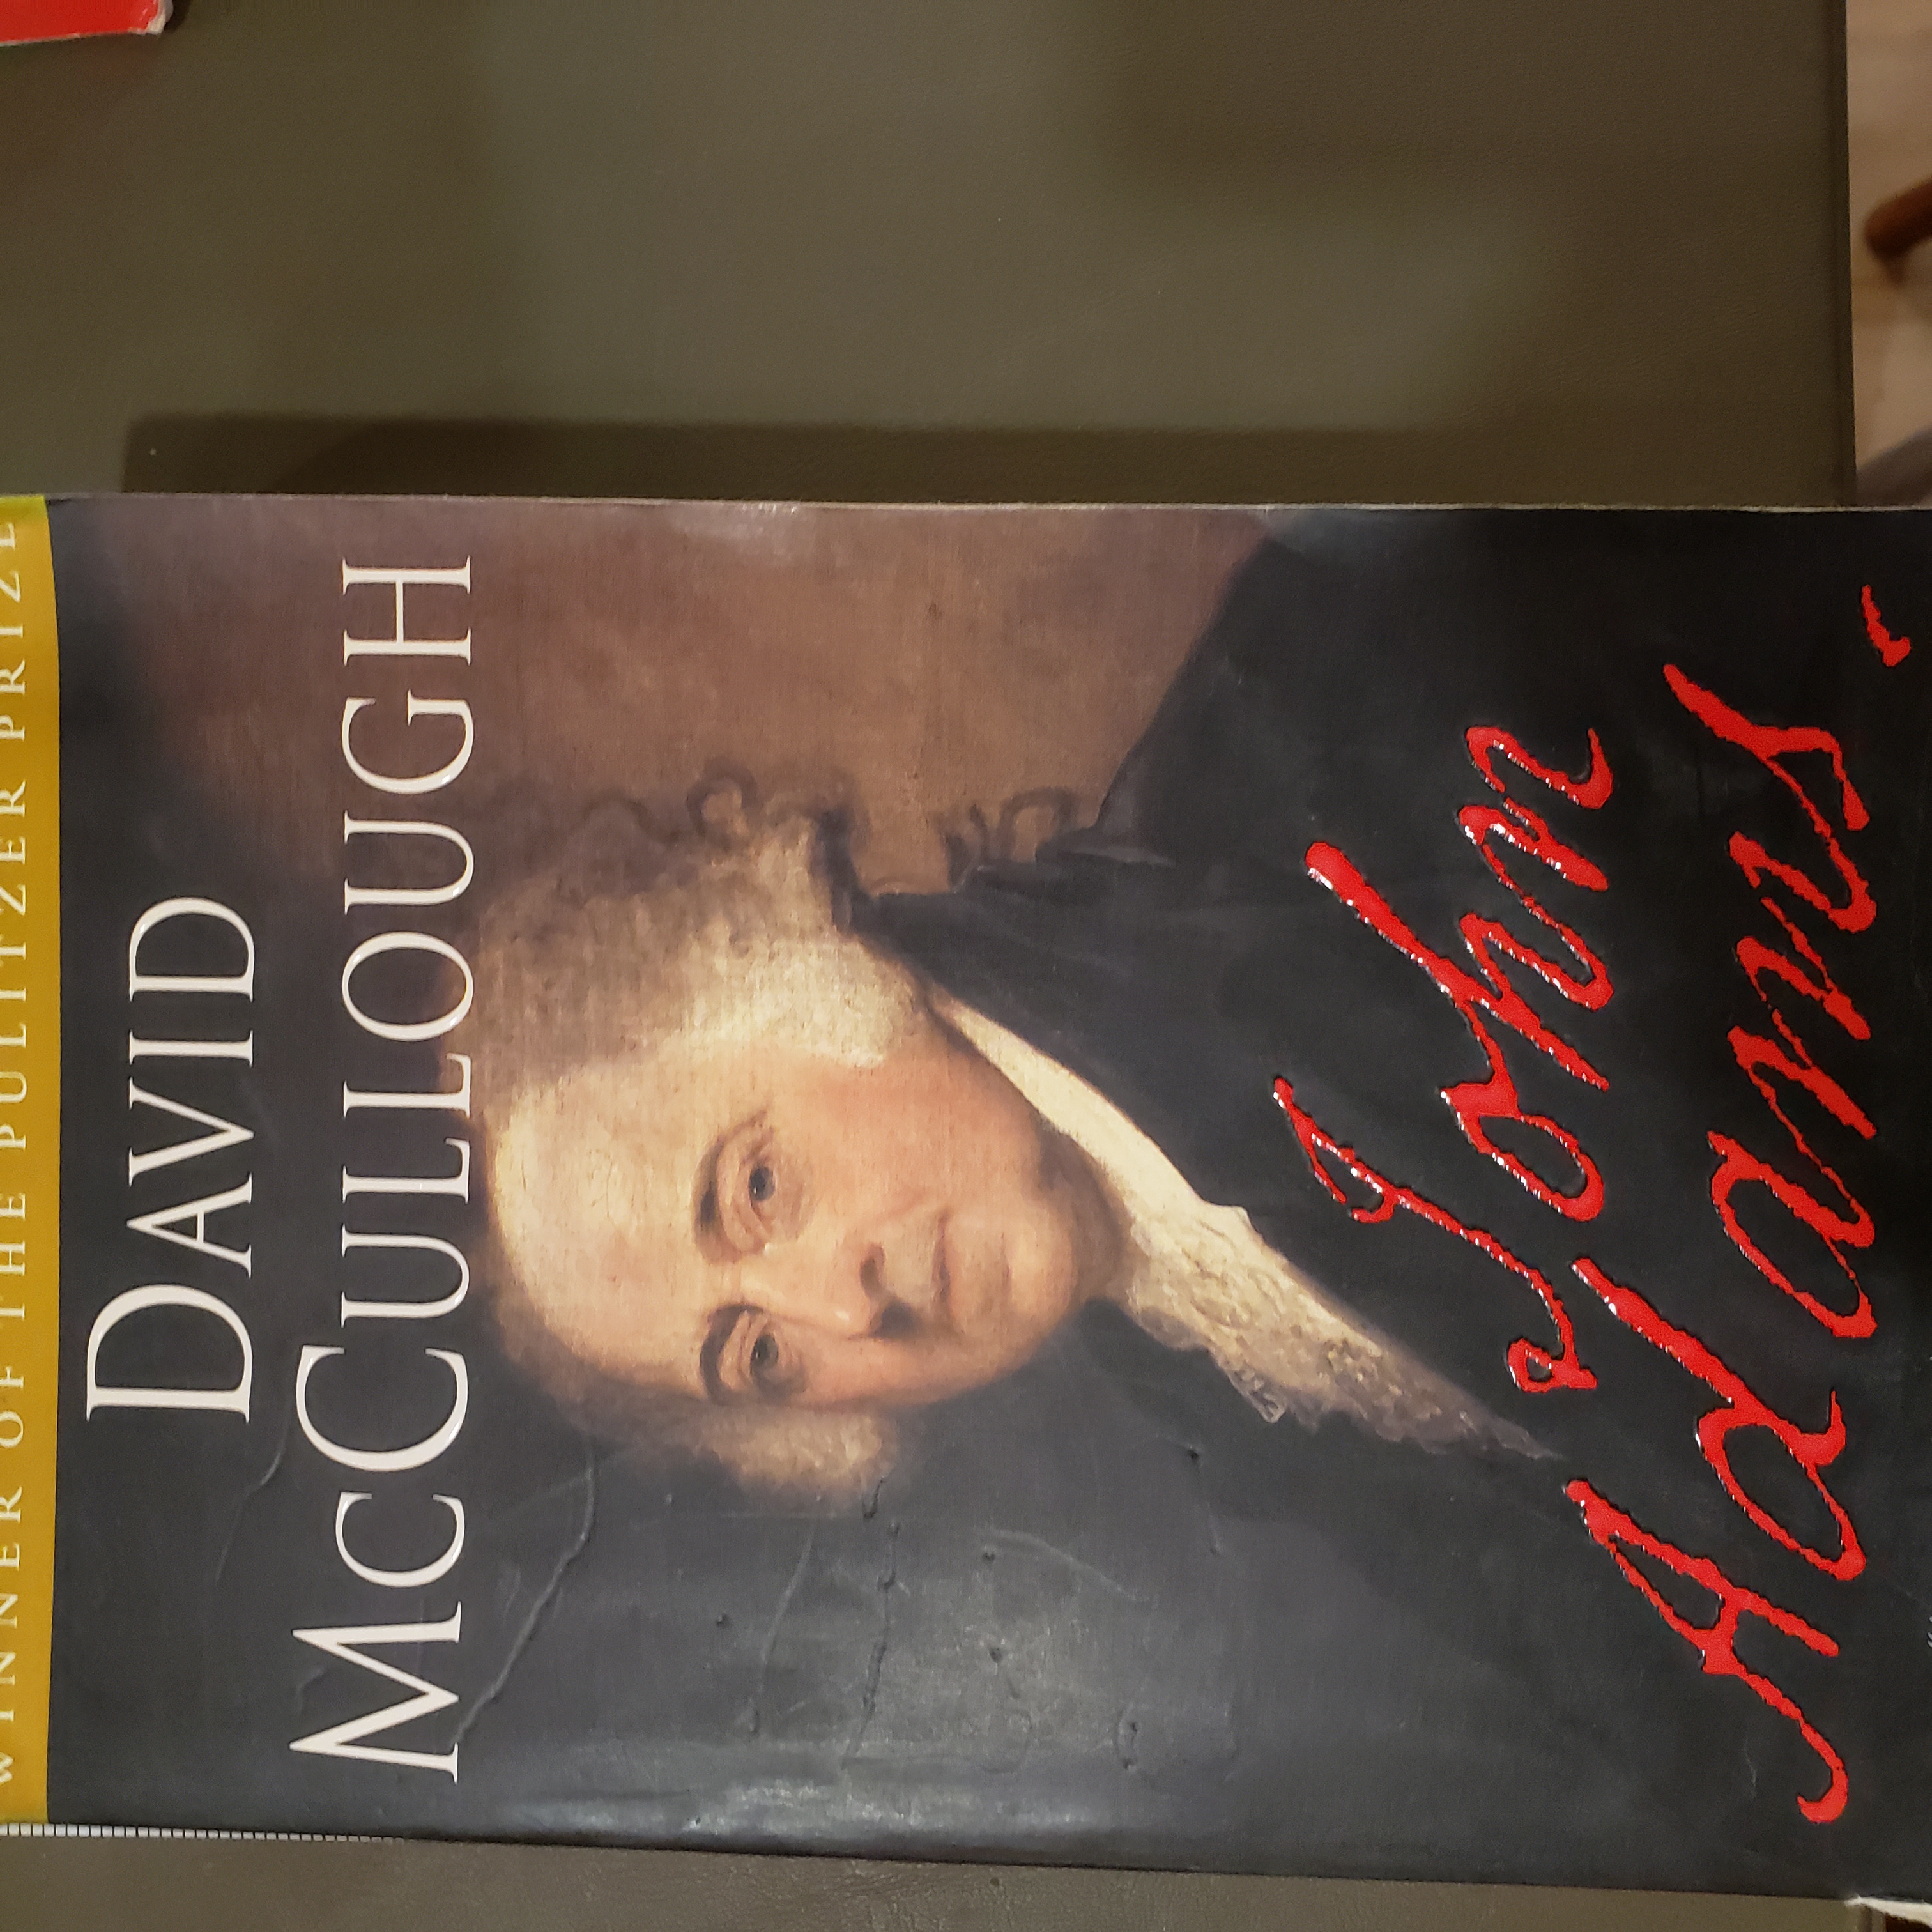 WINNER OF THE PULITZER PRIZE
DAVID
MCCULLOUGH
John
Adams.